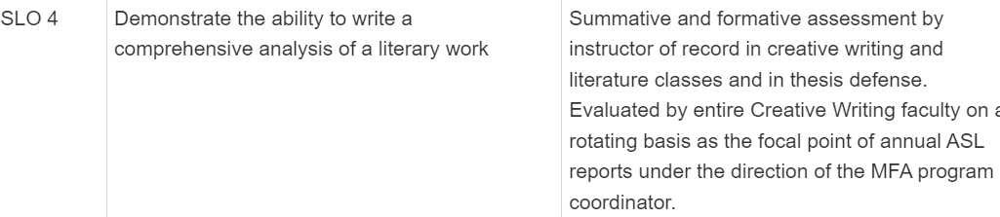 SLO 4
Demonstrate the ability to write a
comprehensive analysis of a literary work
Summative and formative assessment by
instructor of record in creative writing and
literature classes and in thesis defense.
Evaluated by entire Creative Writing faculty on a
rotating basis as the focal point of annual ASL
reports under the direction of the MFA program
coordinator.